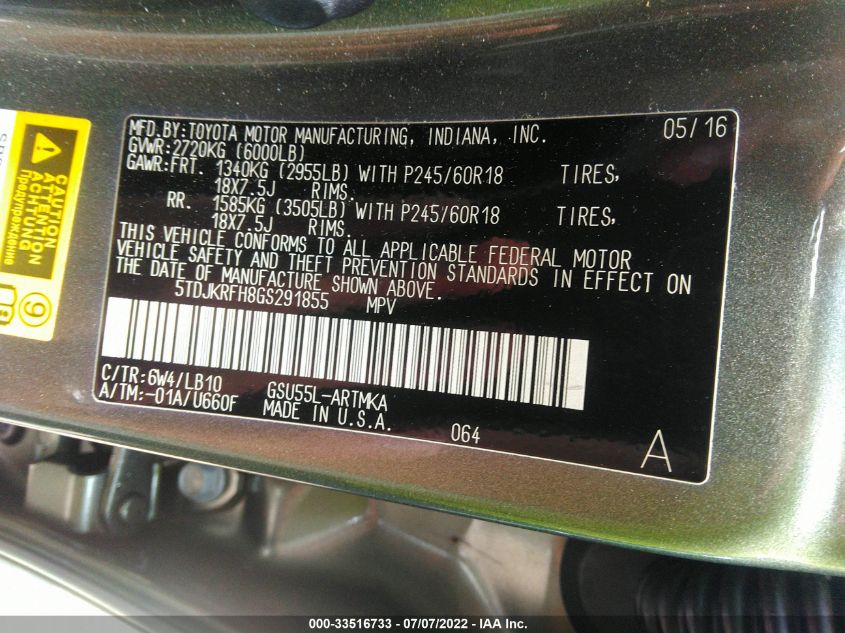 MFD.BY:TOYOTA MOTOR MANUFACTURING, INDIANA, INC. 05/16
GVWR:2720KG (6000LB)
GAWR:FRT. 1340KG (2955LB) WITH P245/60R18 TIRES,
18X7.5J RIMS.
RR. 1585KG (3505LB) WITH P245/60R18 TIRES,
18X7.5J RIMS.
THIS VEHICLE CONFORMS TO ALL APPLICABLE FEDERAL MOTOR
VEHICLE SAFETY AND THEFT PREVENTION STANDARDS IN EFFECT ON
THE DATE OF MANUFACTURE SHOWN ABOVE.
5TDJKRFH8GS291855 MPV
C/TR:6W4/LB10 GSU55L-ARTMKA
A/TM:-01A/U660F MADE IN U.S.A. 064 A
CAUTION
ATTENTION
ACHTUNG
Предупреждение
9
000-33516733 - 07/07/2022 - IAA Inc.